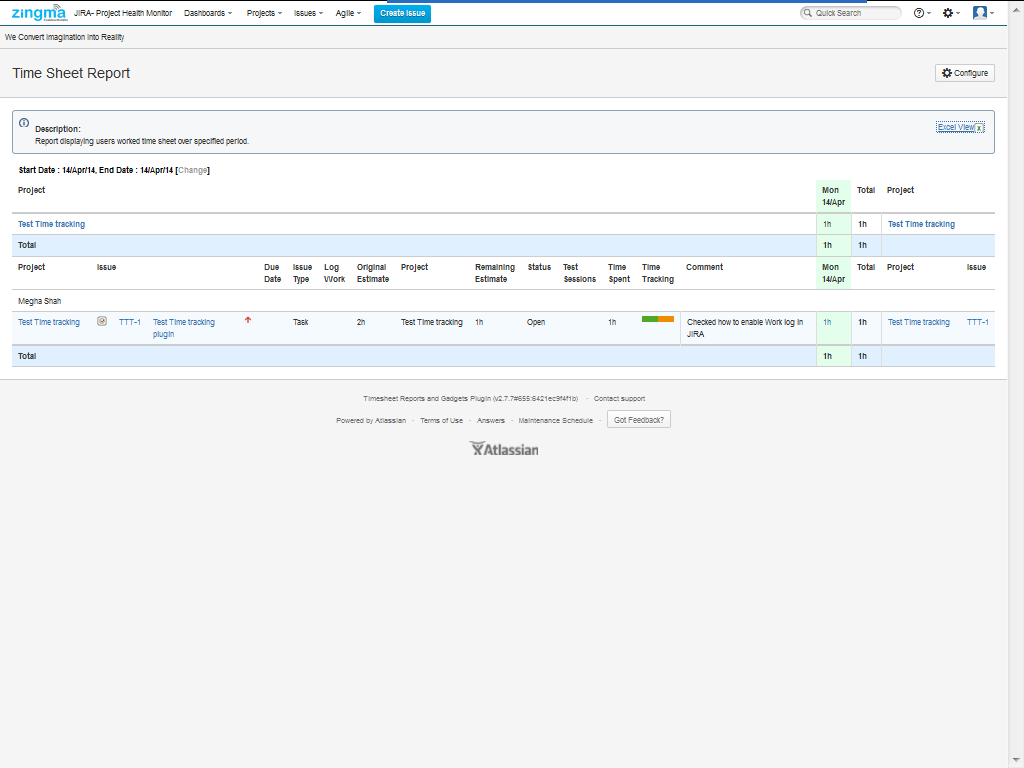 zingma JIRA- Project Health Monitor Dashboards Projects Issues Agile Create Issue Quick Search
We Convert Imagination Into Reality
Time Sheet Report
Configure
Description:
Excel View
Report displaying users worked time sheet over specified period.
Start Date : 14/Apr/14, End Date : 14/Apr/14 [Change]
Project Mon 14/Apr Total Project
Test Time tracking 1h 1h Test Time tracking
Total 1h 1h
Project Issue Due Date Issue Type Log Work Original Estimate Project Remaining Estimate Status Test Sessions Time Spent Time Tracking Comment Mon 14/Apr Total Project Issue
Megha Shah
Test Time tracking TTT-1 Test Time tracking plugin Task 2h Test Time tracking 1h Open 1h Checked how to enable Work log in JIRA 1h 1h Test Time tracking TTT-1
Total 1h 1h
Timesheet Reports and Gadgets Plugin (v2.7.7#655:6421ec9f4f1b) · Contact support
Powered by Atlassian · Terms of Use · Answers · Maintenance Schedule · Got Feedback?
Atlassian